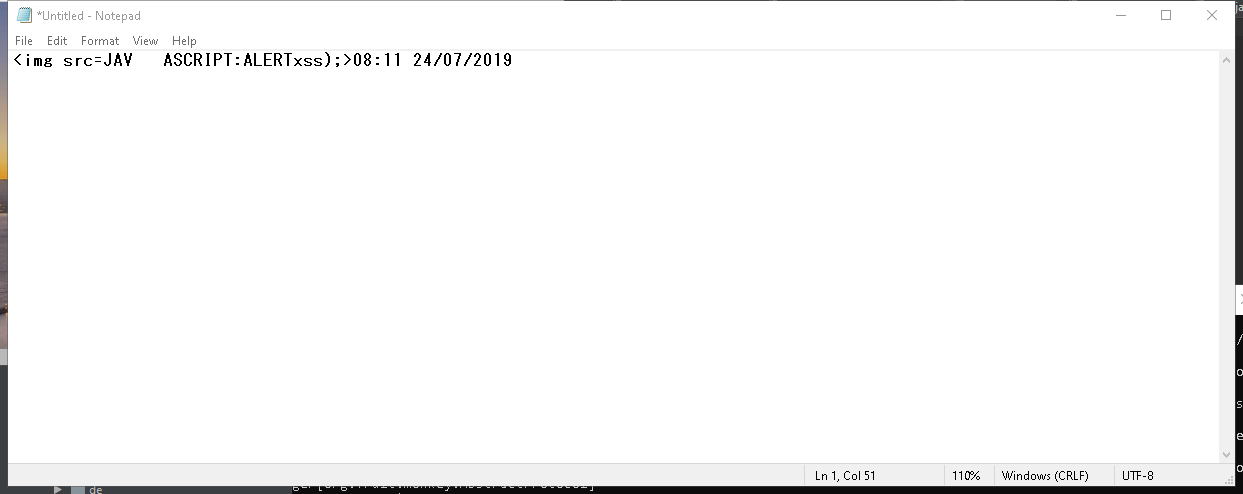 *Untitled - Notepad
File Edit Format View Help
<img src=JAV   ASCRIPT:ALERTxss);>08:11 24/07/2019
Ln 1, Col 51 110% Windows (CRLF) UTF-8
de